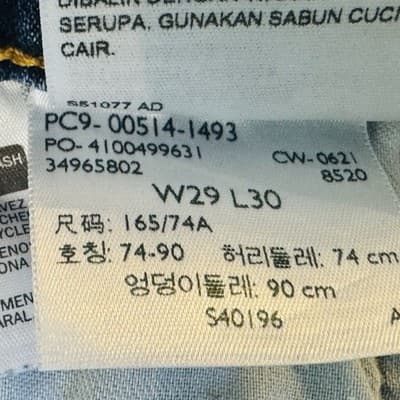 SERUPA. GUNAKAN SABUN CUCI
CAIR.
S51077 AD
PC9-00514-1493
PO-4100499631
34965802
CW-0621
8520
W29 L30
尺码: 165/74A
호칭: 74-90 허리둘레: 74 cm
엉덩이둘레: 90 cm
S40196